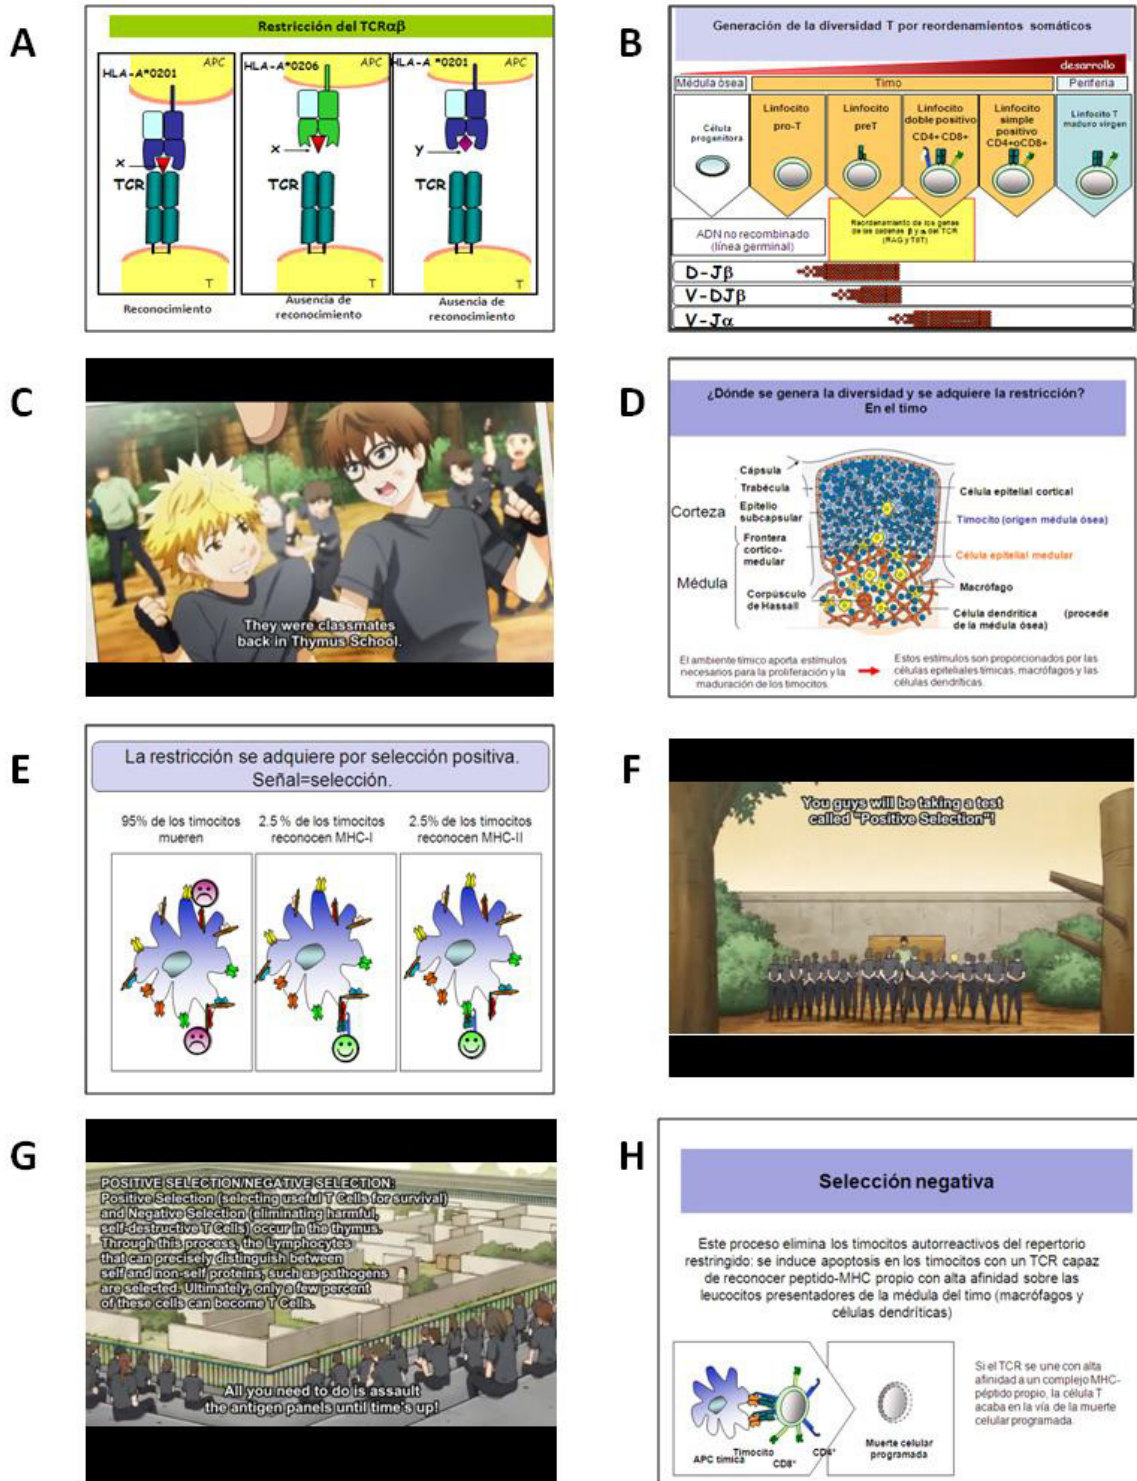 A
Restricción del TCRαβ
HLA-A*0201
APC
HLA-A*0206
APC
HLA-A *0201
APC
x
x
y
TCR
TCR
TCR
T
T
T
Reconocimiento
Ausencia de
reconocimiento
Ausencia de
reconocimiento
B
Generación de la diversidad T por reordenamientos somáticos
desarrollo
Médula ósea
Timo
Periferia
Célula
progenitora
Linfocito
pro-T
Linfocito
preT
Linfocito
doble positivo
CD4+ CD8+
Linfocito
simple
positivo
CD4+oCD8+
Linfocito T
maduro virgen
ADN no recombinado
(línea germinal)
Reordenamiento de los genes
de las cadenas β y α del TCR
(RAG y TdT)
D-Jβ
V-DJβ
V-Jα
C
They were classmates
back in Thymus School.
D
¿Dónde se genera la diversidad y se adquiere la restricción?
En el timo
Cápsula
Trabécula
Corteza
Epitelio
subcapsular
Frontera
cortico-
medular
Médula
Corpúsculo
de Hassall
Célula epitelial cortical
Timocito (origen médula ósea)
Célula epitelial medular
Macrófago
Célula dendrítica (procede
de la médula ósea)
El ambiente tímico aporta estímulos
necesarios para la proliferación y la
maduración de los timocitos.
Estos estímulos son proporcionados por las
células epiteliales tímicas, macrófagos y las
células dendríticas.
E
La restricción se adquiere por selección positiva.
Señal=selección.
95% de los timocitos
mueren
2.5 % de los timocitos
reconocen MHC-I
2.5% de los timocitos
reconocen MHC-II
F
You guys will be taking a test
called "Positive Selection"!
G
POSITIVE SELECTION/NEGATIVE SELECTION:
Positive Selection (selecting useful T Cells for survival)
and Negative Selection (eliminating harmful,
self-destructive T Cells) occur in the thymus.
Through this process, the Lymphocytes
that can precisely distinguish between
self and non-self proteins, such as pathogens
are selected. Ultimately, only a few percent
of these cells can become T Cells.
All you need to do is assault
the antigen panels until time's up!
H
Selección negativa
Este proceso elimina los timocitos autorreactivos del repertorio
restringido: se induce apoptosis en los timocitos con un TCR capaz
de reconocer peptido-MHC propio con alta afinidad sobre las
leucocitos presentadores de la médula del timo (macrófagos y
células dendríticas)
APC tímica
Timocito
CD8⁺
CD4⁺
Muerte celular
programada
Si el TCR se une con alta
afinidad a un complejo MHC-
péptido propio, la célula T
acaba en la vía de la muerte
celular programada.